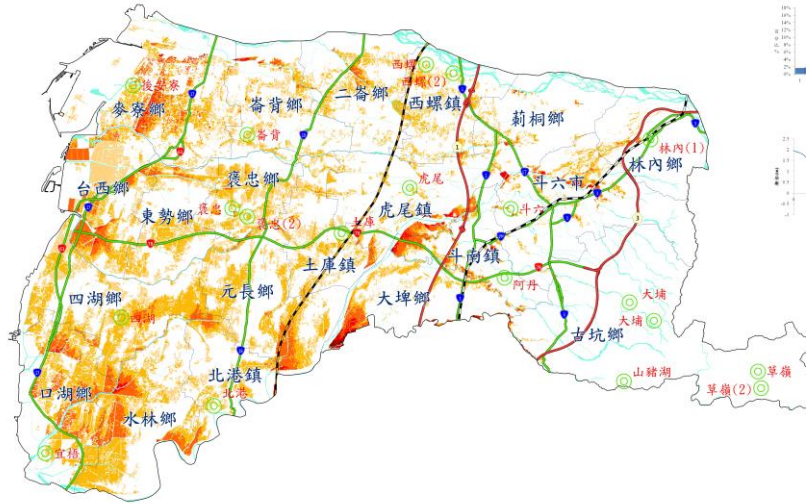 西螺
西螺(2)
二崙鄉
西螺鎮
後安寮
麥寮鄉
崙背鄉
崙背
莿桐鄉
林內(1)
林內鄉
斗六市
斗六
台西鄉
褒忠鄉
褒忠
褒忠(2)
東勢鄉
虎尾
虎尾鎮
土庫
土庫鎮
斗南鎮
四湖鄉
四湖
元長鄉
大埤鄉
阿丹
大埔
大埔
古坑鄉
山豬湖
草嶺
草嶺(2)
口湖鄉
北港鎮
北港
水林鄉
宜梧
1
3